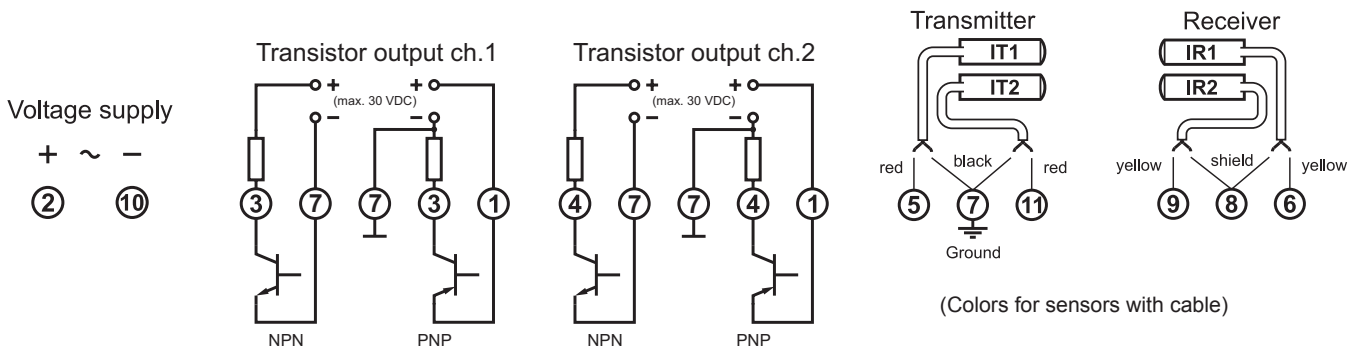 Voltage supply
+ ~ −
2 10
Transistor output ch.1
+ +
(max. 30 VDC)
− −
3 7 7 3 1
NPN PNP
Transistor output ch.2
+ +
(max. 30 VDC)
− −
4 7 7 4 1
NPN PNP
Transmitter
IT1
IT2
red black red
5 7 11
Ground
Receiver
IR1
IR2
yellow shield yellow
9 8 6
(Colors for sensors with cable)